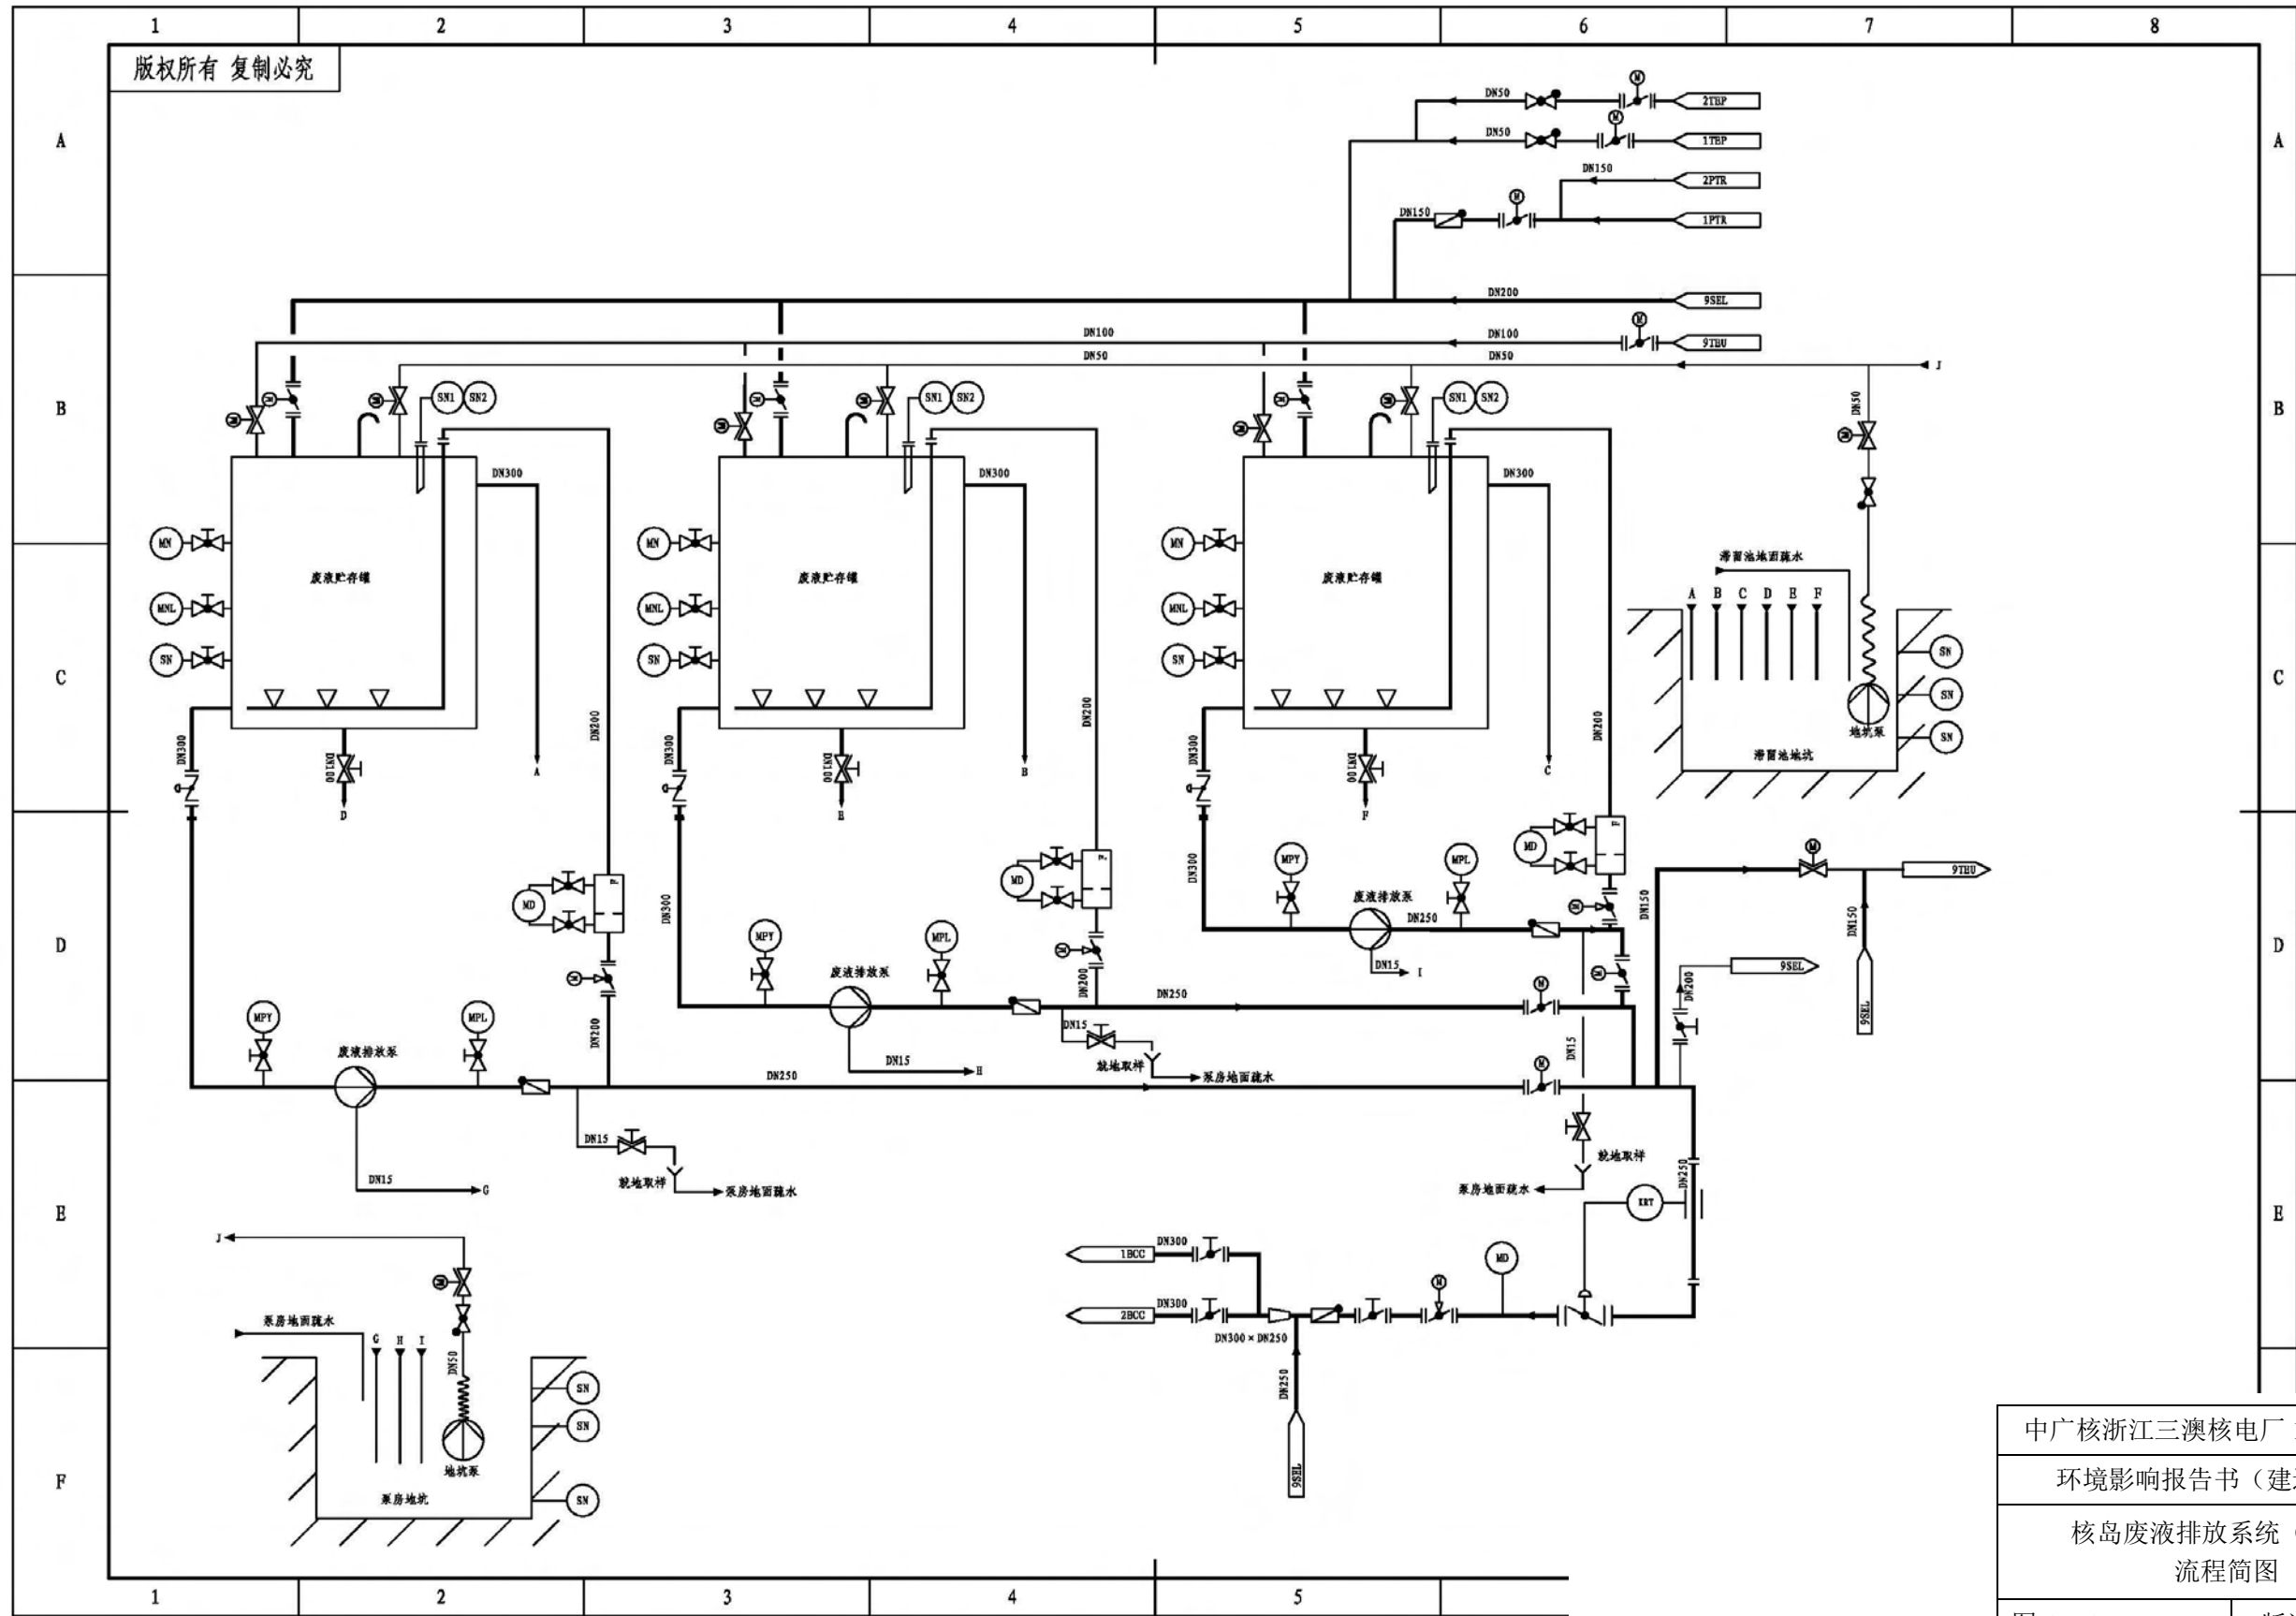 1 2 3 4 5 6 7 8
版权所有 复制必究
A A
DN50 M 2TEP
DN50 M 1TEP
DN150 2PTR
DN150 M 1PTR
DN200 9SEL
B B
DN100 DN100 M 9TEU
DN50 DN50 J
M M M SN1 SN2
M M M SN1 SN2
M M M SN1 SN2
DN50 M
DN300 DN300 DN300
MN MN MN
废液贮存罐 废液贮存罐 废液贮存罐
滞留池地面疏水
A B C D E F
MNL MNL MNL
SN SN SN
C C
SN
SN
SN
地坑泵
滞留池地坑
DN300 DN100 DN200
DN300 DN100 DN200
DN300 DN100 DN200
A B C
D E F
D D
MD F
MD F
MD F
DN300 DN300
MPY MPL
废液排放泵
DN250
DN15 I
M M
DN150
M 9TEU
DN150
9SEL
DN200 9SEL
MPY MPL
废液排放泵
M DN200
DN250 M
DN15
就地取样
泵房地面疏水
DN15 H
MPY MPL
废液排放泵
M DN200
DN250 M
DN15
就地取样
泵房地面疏水
DN15 G
DN15
就地取样
泵房地面疏水
E E
DN250
KRT
MD
M
1BCC DN300
2BCC DN300
DN300×DN250
DN250
9SEL
J
M
泵房地面疏水
G H I
DN50
SN
SN
SN
地坑泵
泵房地坑
F
1 2 3 4 5
中广核浙江三澳核电厂
环境影响报告书（建
核岛废液排放系统
流程简图